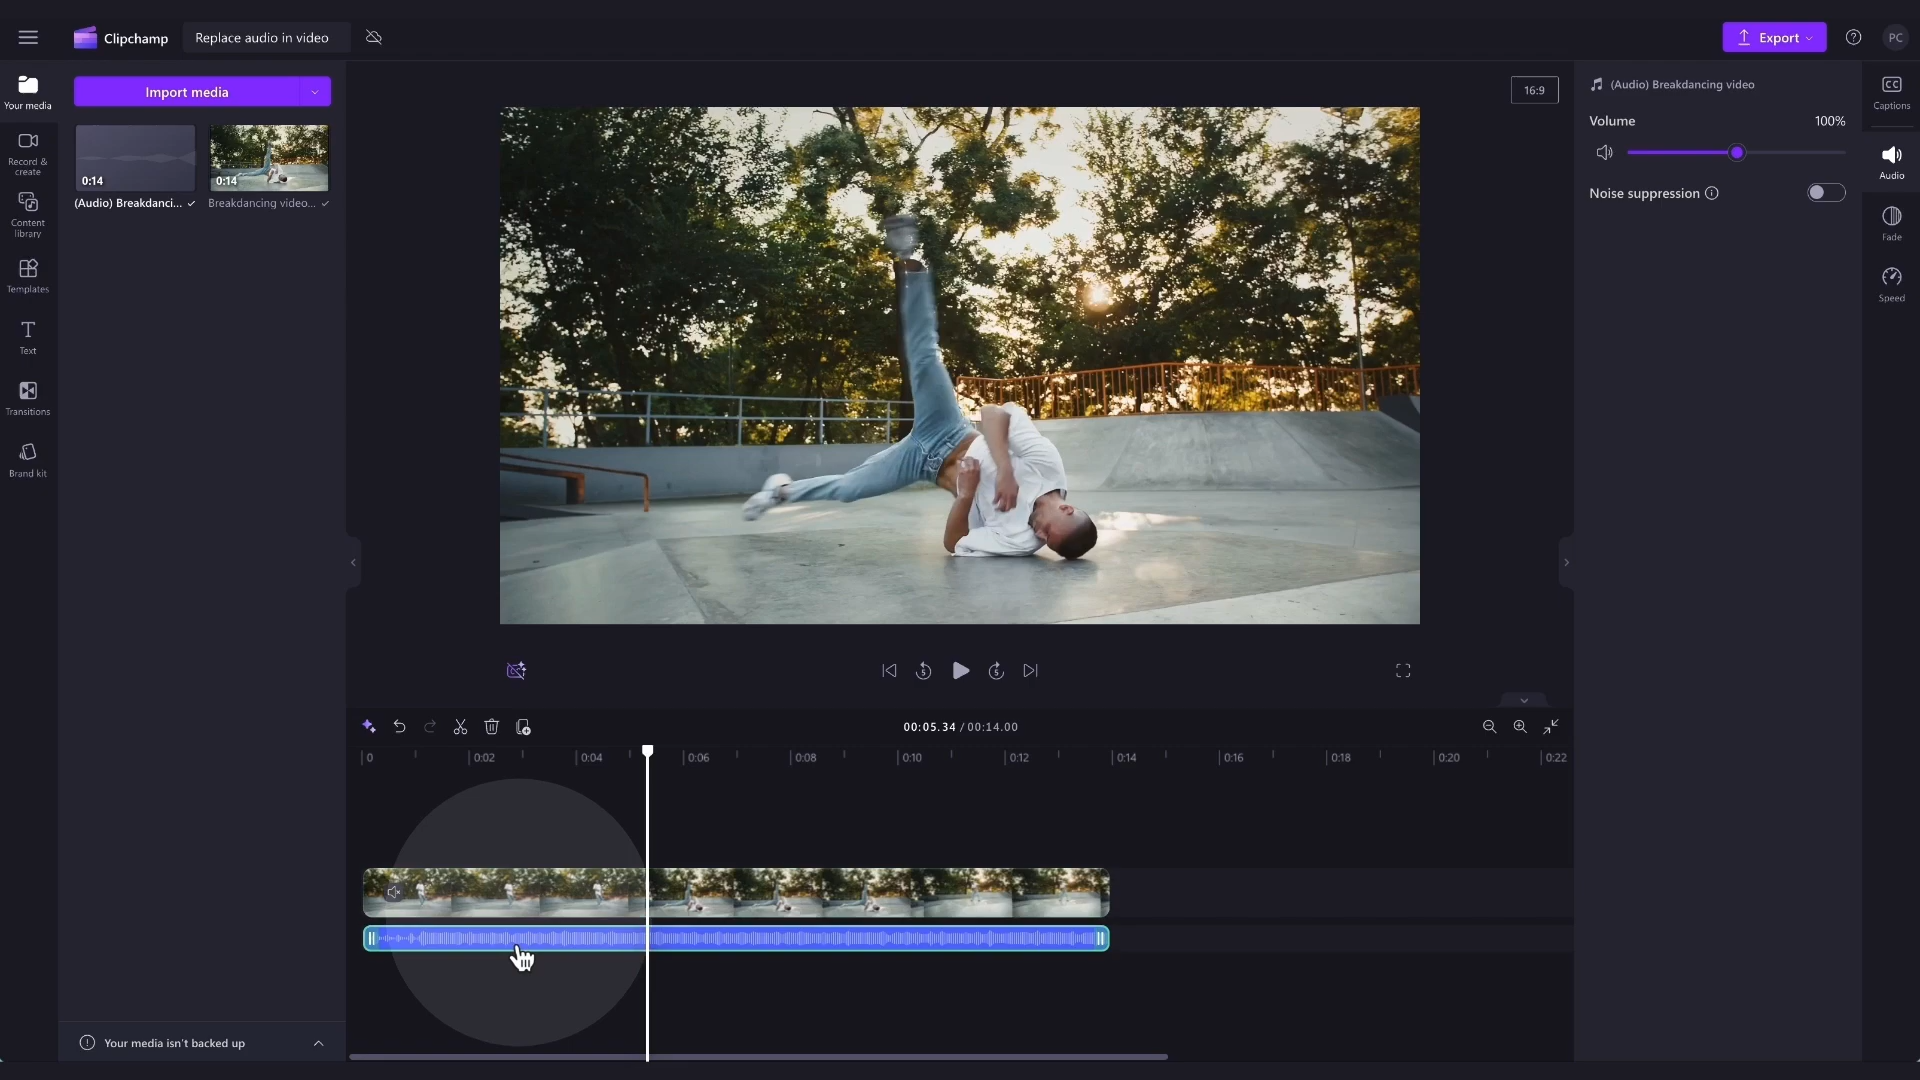 Clipchamp
Replace audio in video
Export
PC
Your media
Record &
create
Content
library
Templates
Text
Transitions
Brand kit
Import media
0:14
0:14
(Audio) Breakdanci...
Breakdancing video...
Your media isn't backed up
16:9
5
5
00:05.34 / 00:14.00
0
0:02
0:04
0:06
0:08
0:10
0:12
0:14
0:16
0:18
0:20
0:22
(Audio) Breakdancing video
Volume
100%
Noise suppression
CC
Captions
Audio
Fade
Speed